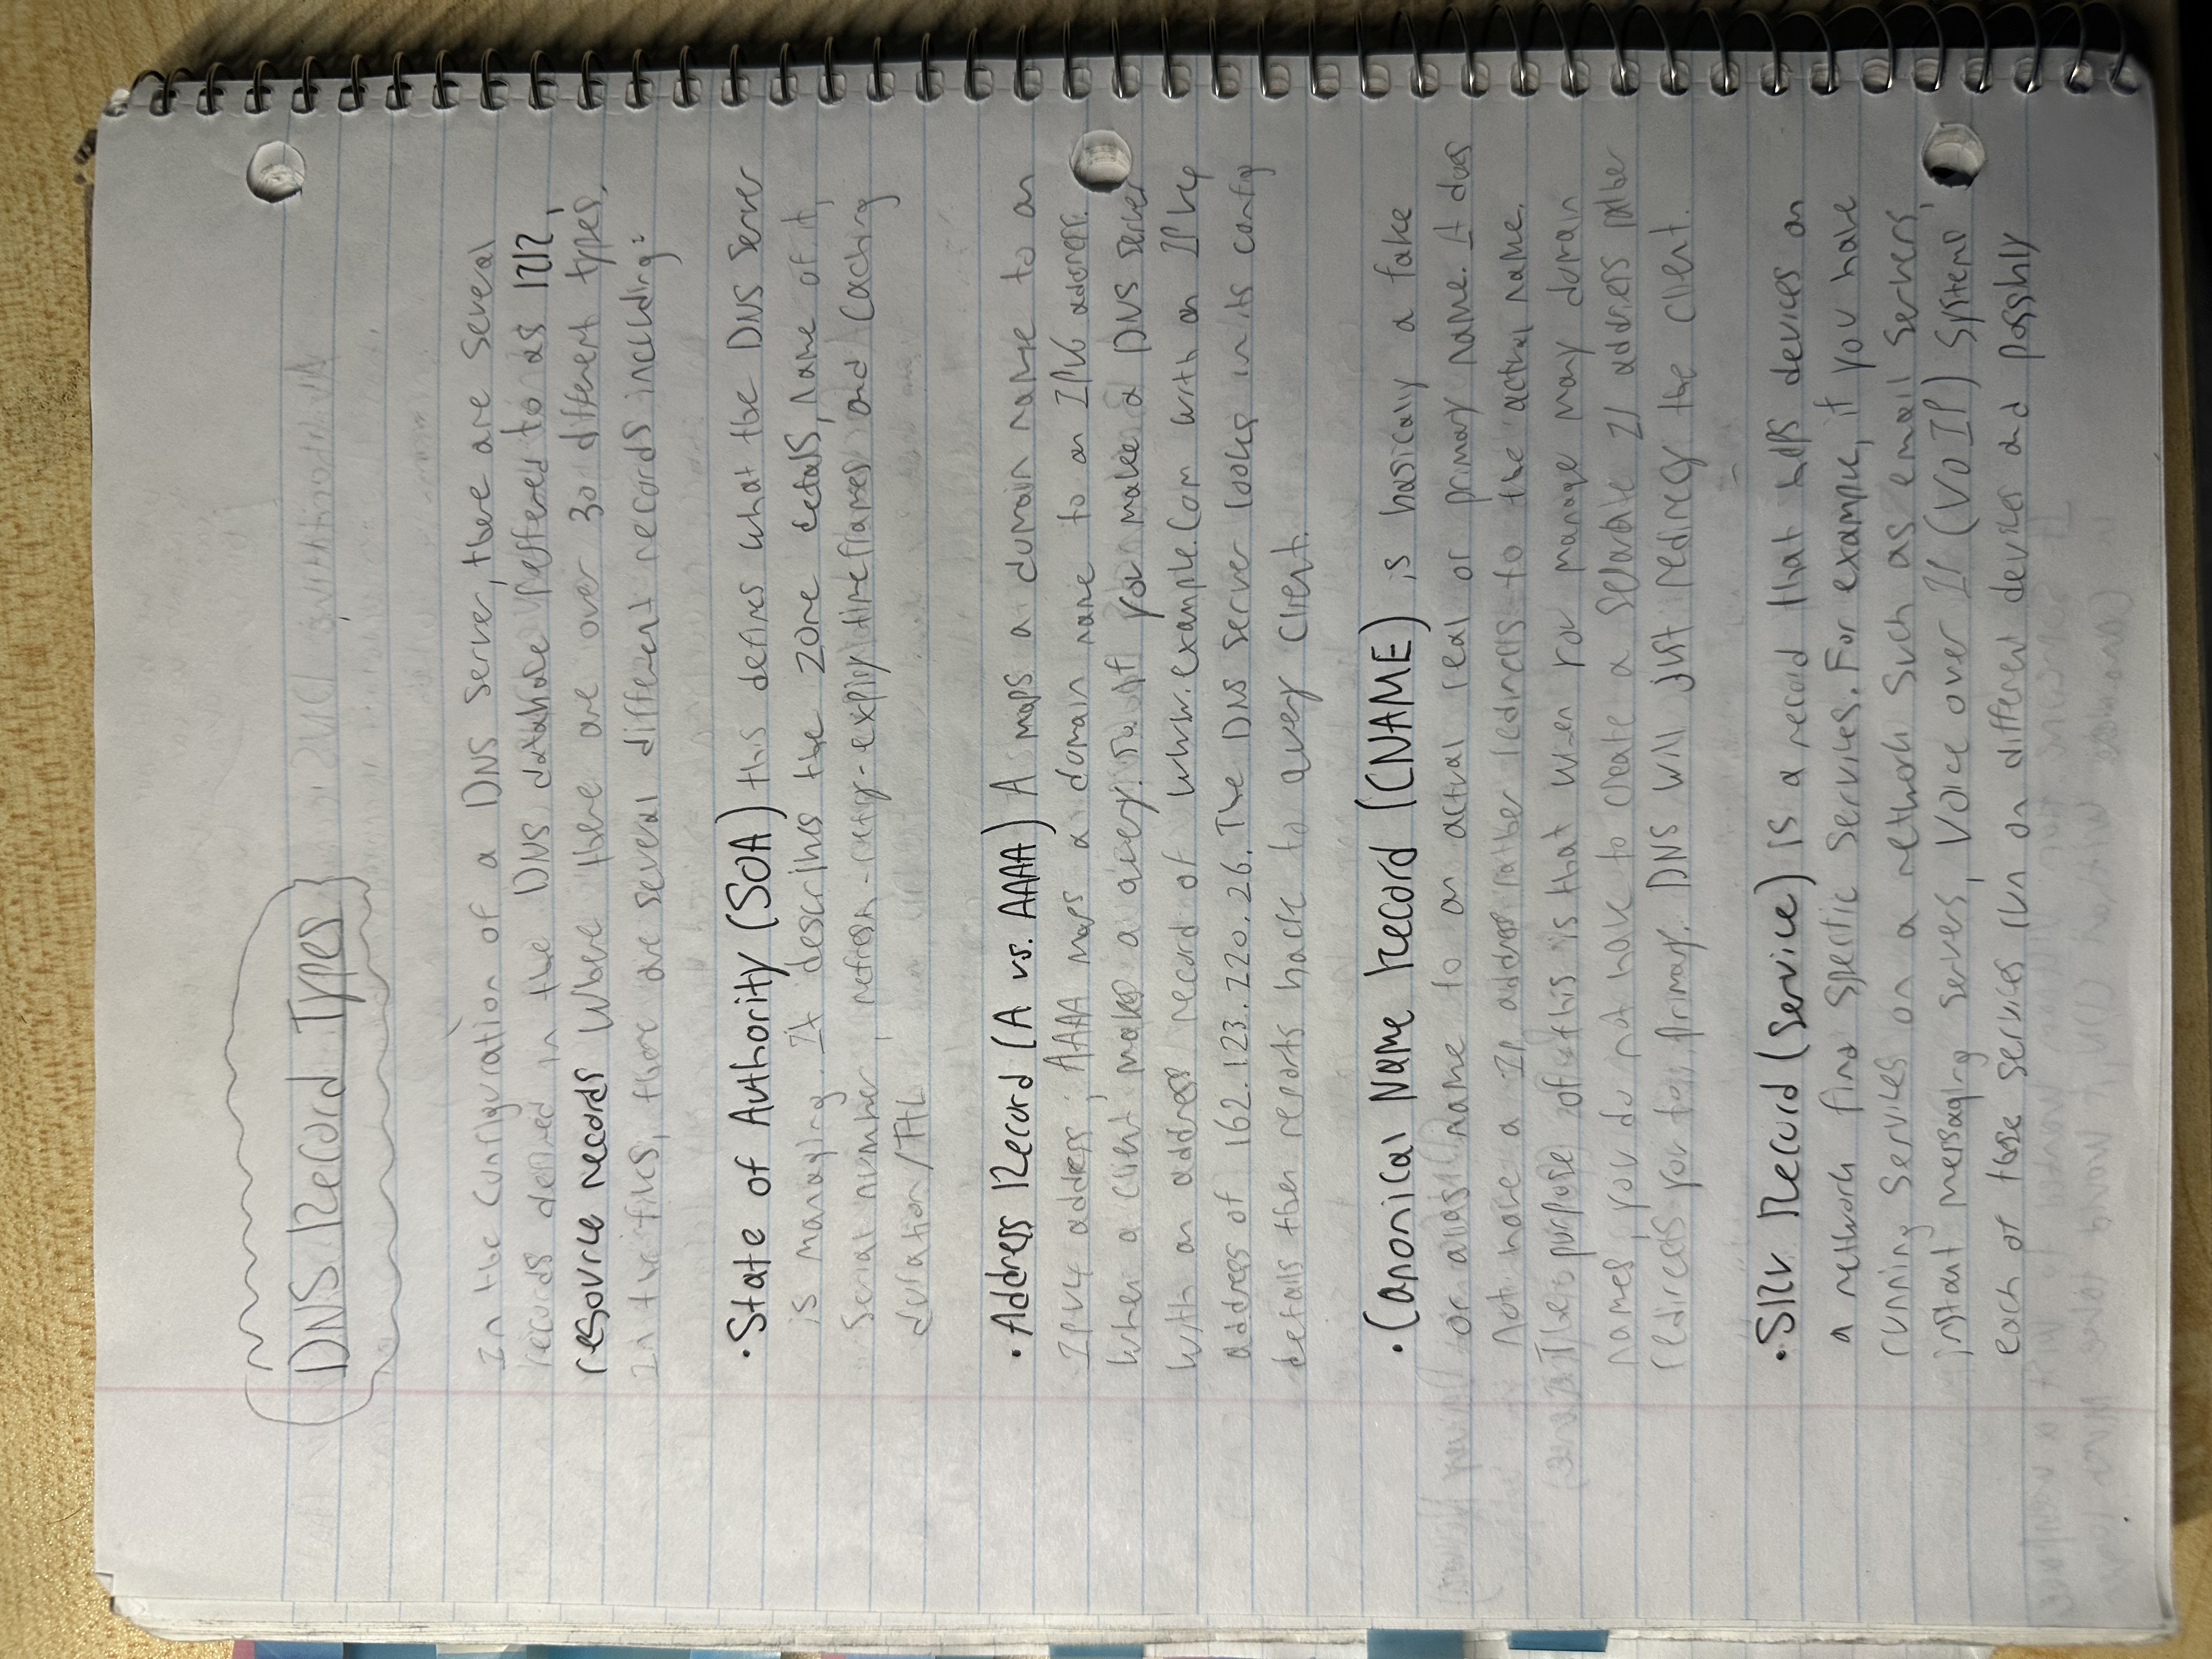 DNS Record Types
In the Configuration of a DNS Server, there are several
records defined in the DNS database reffered to as RR,
resource records where there are over 30 different types.
In the files, there are several different records including:
• State of Authority (SOA) this defines what the DNS Server
is managing. It describes the zone details, name of it,
Serial number, refresh-retry-expiry timeframes and Caching
duration/TTL
• Address Record (A vs. AAAA) A maps a domain name to an
IPv4 address; AAAA maps a domain name to an IPv6 address.
When a client makes a query. So if you make a DNS server
with an address record of www.example.com with an IPv4
address of 162.123.220.26. The DNS Server looks in its config
details then reports back to query client.
• Canonical Name Record (CNAME) is basically a fake
or alias name to an actual real or primary name. It does
not have a IP address rather redirects to the actual name.
The purpose of this is that when you manage many domain
names, you do not have to create a separate IP address rather
redirects you to primary. DNS will just redirect the client.
• SRV Record (Service) is a record that helps devices on
a network find specific services. For example, if you have
running services on a network such as email servers,
instant messaging servers, Voice over IP (VoIP) systems
each of these services run on different devices and possibly